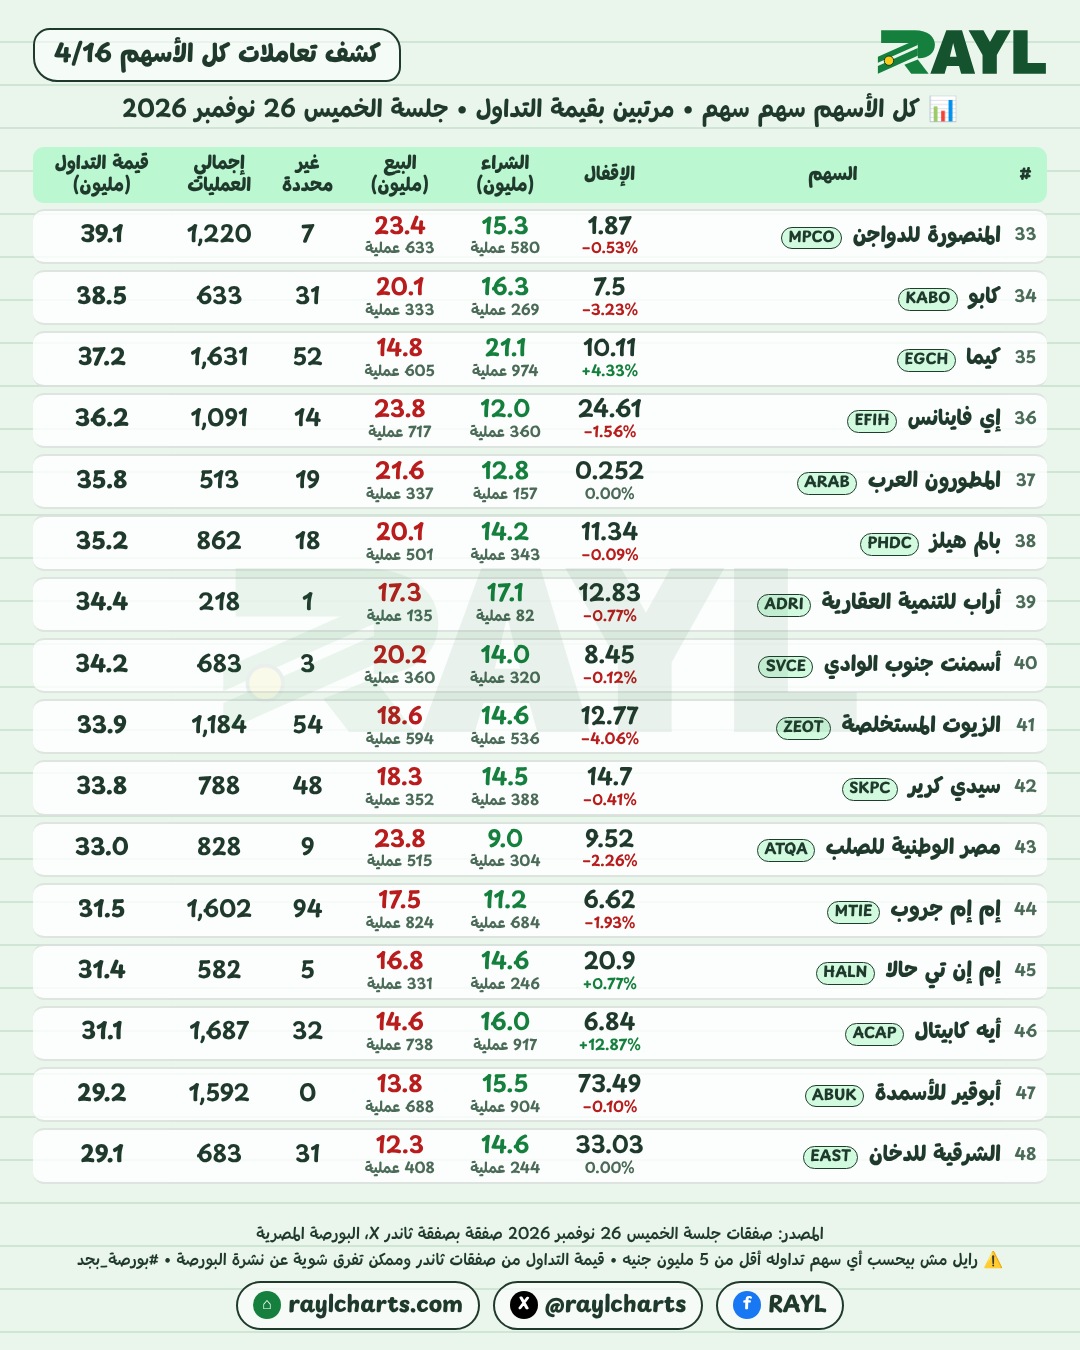 RAYL
كشف تعاملات كل الأسهم 4/16
📊 كل الأسهم سهم سهم • مرتبين بقيمة التداول • جلسة الخميس 26 نوفمبر 2026
# السهم الإقفال الشراء (مليون) البيع (مليون) غير محددة إجمالي العمليات قيمة التداول (مليون)
33 المنصورة للدواجن MPCO 1.87 15.3 23.4 7 1,220 39.1
−0.53% 580 عملية 633 عملية
34 كابو KABO 7.5 16.3 20.1 31 633 38.5
−3.23% 269 عملية 333 عملية
35 كيما EGCH 10.11 21.1 14.8 52 1,631 37.2
+4.33% 974 عملية 605 عملية
36 إي فاينانس EFIH 24.61 12.0 23.8 14 1,091 36.2
−1.56% 360 عملية 717 عملية
37 المطورون العرب ARAB 0.252 12.8 21.6 19 513 35.8
0.00% 157 عملية 337 عملية
38 بالم هيلز PHDC 11.34 14.2 20.1 18 862 35.2
−0.09% 343 عملية 501 عملية
39 أراب للتنمية العقارية ADRI 12.83 17.1 17.3 1 218 34.4
−0.77% 82 عملية 135 عملية
40 أسمنت جنوب الوادي SVCE 8.45 14.0 20.2 3 683 34.2
−0.12% 320 عملية 360 عملية
41 الزيوت المستخلصة ZEOT 12.77 14.6 18.6 54 1,184 33.9
−4.06% 536 عملية 594 عملية
42 سيدي كرير SKPC 14.7 14.5 18.3 48 788 33.8
−0.41% 388 عملية 352 عملية
43 مصر الوطنية للصلب ATQA 9.52 9.0 23.8 9 828 33.0
−2.26% 304 عملية 515 عملية
44 إم إم جروب MTIE 6.62 11.2 17.5 94 1,602 31.5
−1.93% 684 عملية 824 عملية
45 إم إن تي حالا HALN 20.9 14.6 16.8 5 582 31.4
+0.77% 246 عملية 331 عملية
46 أيه كابيتال ACAP 6.84 16.0 14.6 32 1,687 31.1
+12.87% 917 عملية 738 عملية
47 أبوقير للأسمدة ABUK 73.49 15.5 13.8 0 1,592 29.2
−0.10% 904 عملية 688 عملية
48 الشرقية للدخان EAST 33.03 14.6 12.3 31 683 29.1
0.00% 244 عملية 408 عملية
المصدر: صفقات جلسة الخميس 26 نوفمبر 2026 صفقة بصفقة ثاندر X، البورصة المصرية
⚠️ رايل مش بيحسب أي سهم تداوله أقل من 5 مليون جنيه • قيمة التداول من صفقات ثاندر وممكن تفرق شوية عن نشرة البورصة • #بورصة_بجد
raylcharts.com @raylcharts RAYL